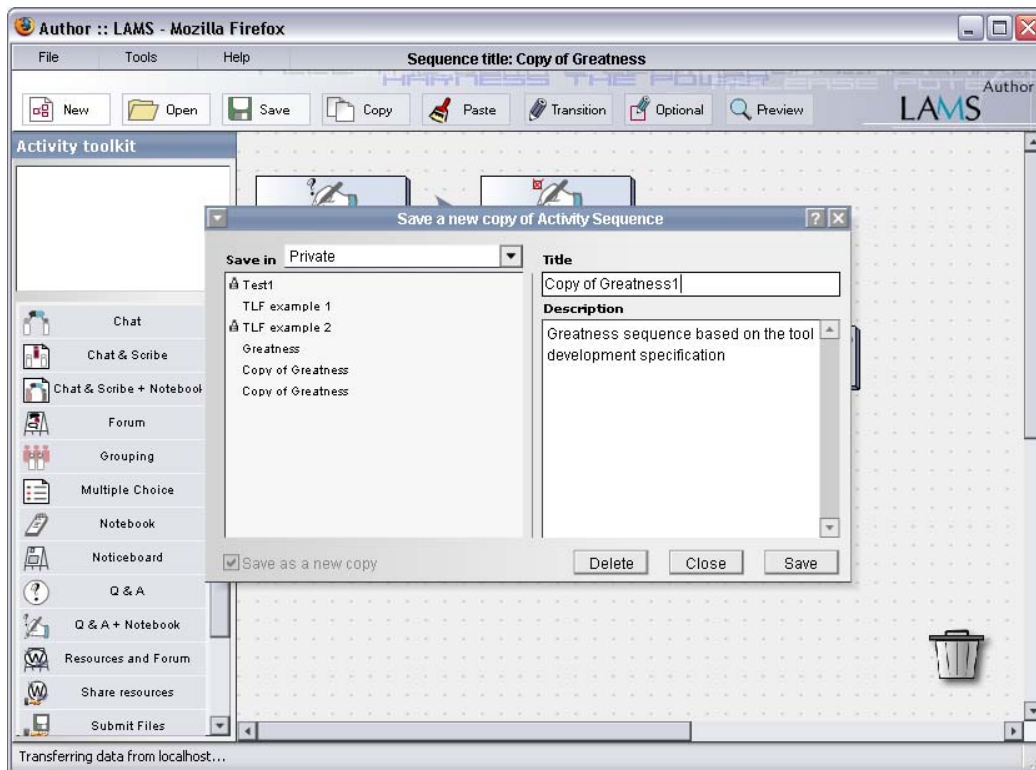 Author :: LAMS - Mozilla Firefox
File Tools Help Sequence title: Copy of Greatness
HARNESS THE POWER
New Open Save Copy Paste Transition Optional Preview LAMS Author
Activity toolkit
Save a new copy of Activity Sequence
Save in Private
Test1
TLF example 1
TLF example 2
Greatness
Copy of Greatness
Copy of Greatness
Title
Copy of Greatness1
Description
Greatness sequence based on the tool
development specification
Save as a new copy Delete Close Save
Chat
Chat & Scribe
Chat & Scribe + Notebook
Forum
Grouping
Multiple Choice
Notebook
Noticeboard
Q & A
Q & A + Notebook
Resources and Forum
Share resources
Submit Files
Transferring data from localhost...